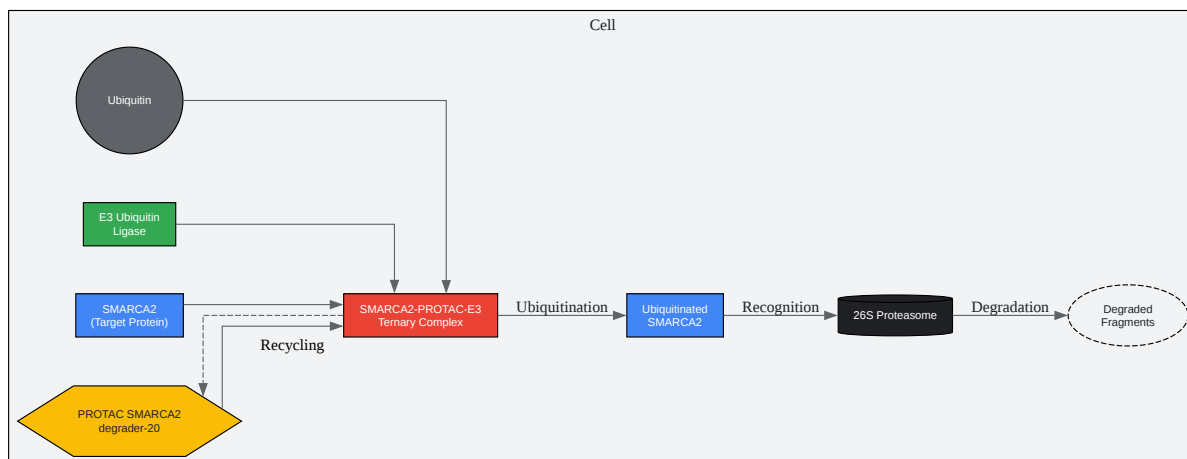 Cell
Ubiquitin
E3 Ubiquitin
Ligase
SMARCA2
(Target Protein)
SMARCA2-PROTAC-E3
Ternary Complex
Ubiquitination
Ubiquitinated
SMARCA2
Recognition
26S Proteasome
Degradation
Degraded
Fragments
Recycling
PROTAC SMARCA2
degrader-20